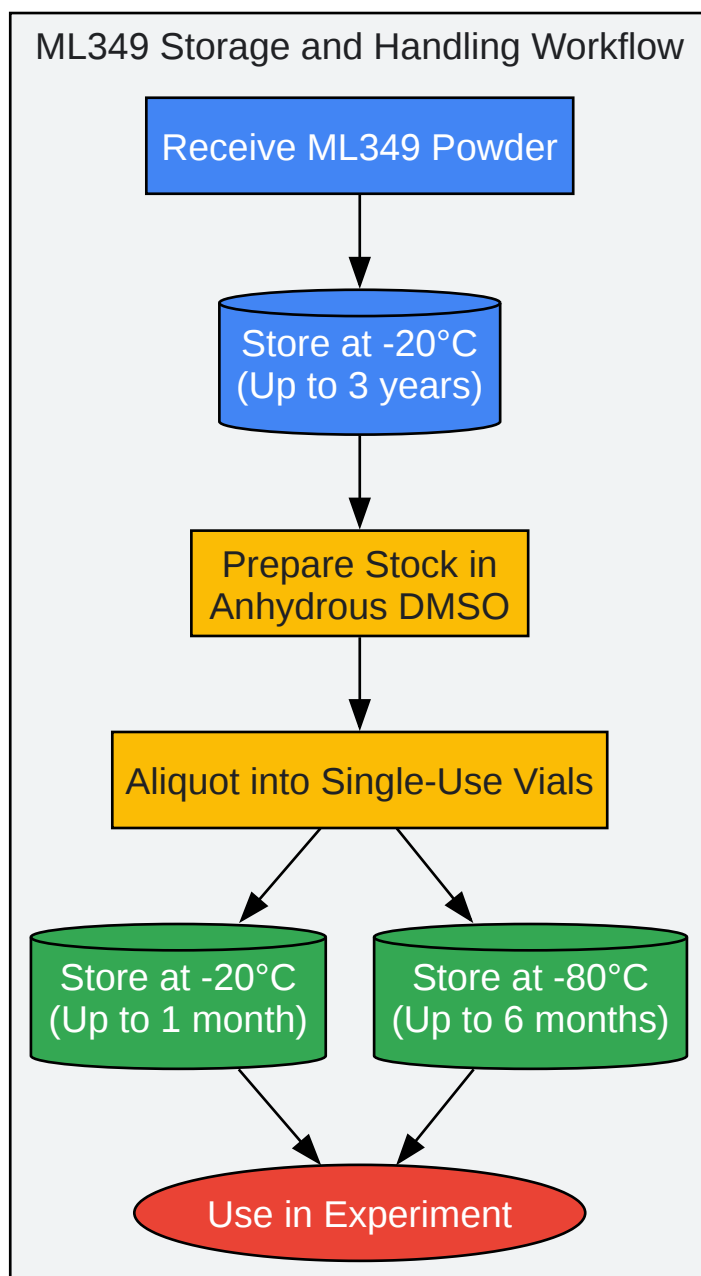 ML349 Storage and Handling Workflow
Receive ML349 Powder
Store at -20°C
(Up to 3 years)
Prepare Stock in
Anhydrous DMSO
Aliquot into Single-Use Vials
Store at -20°C
(Up to 1 month)
Store at -80°C
(Up to 6 months)
Use in Experiment